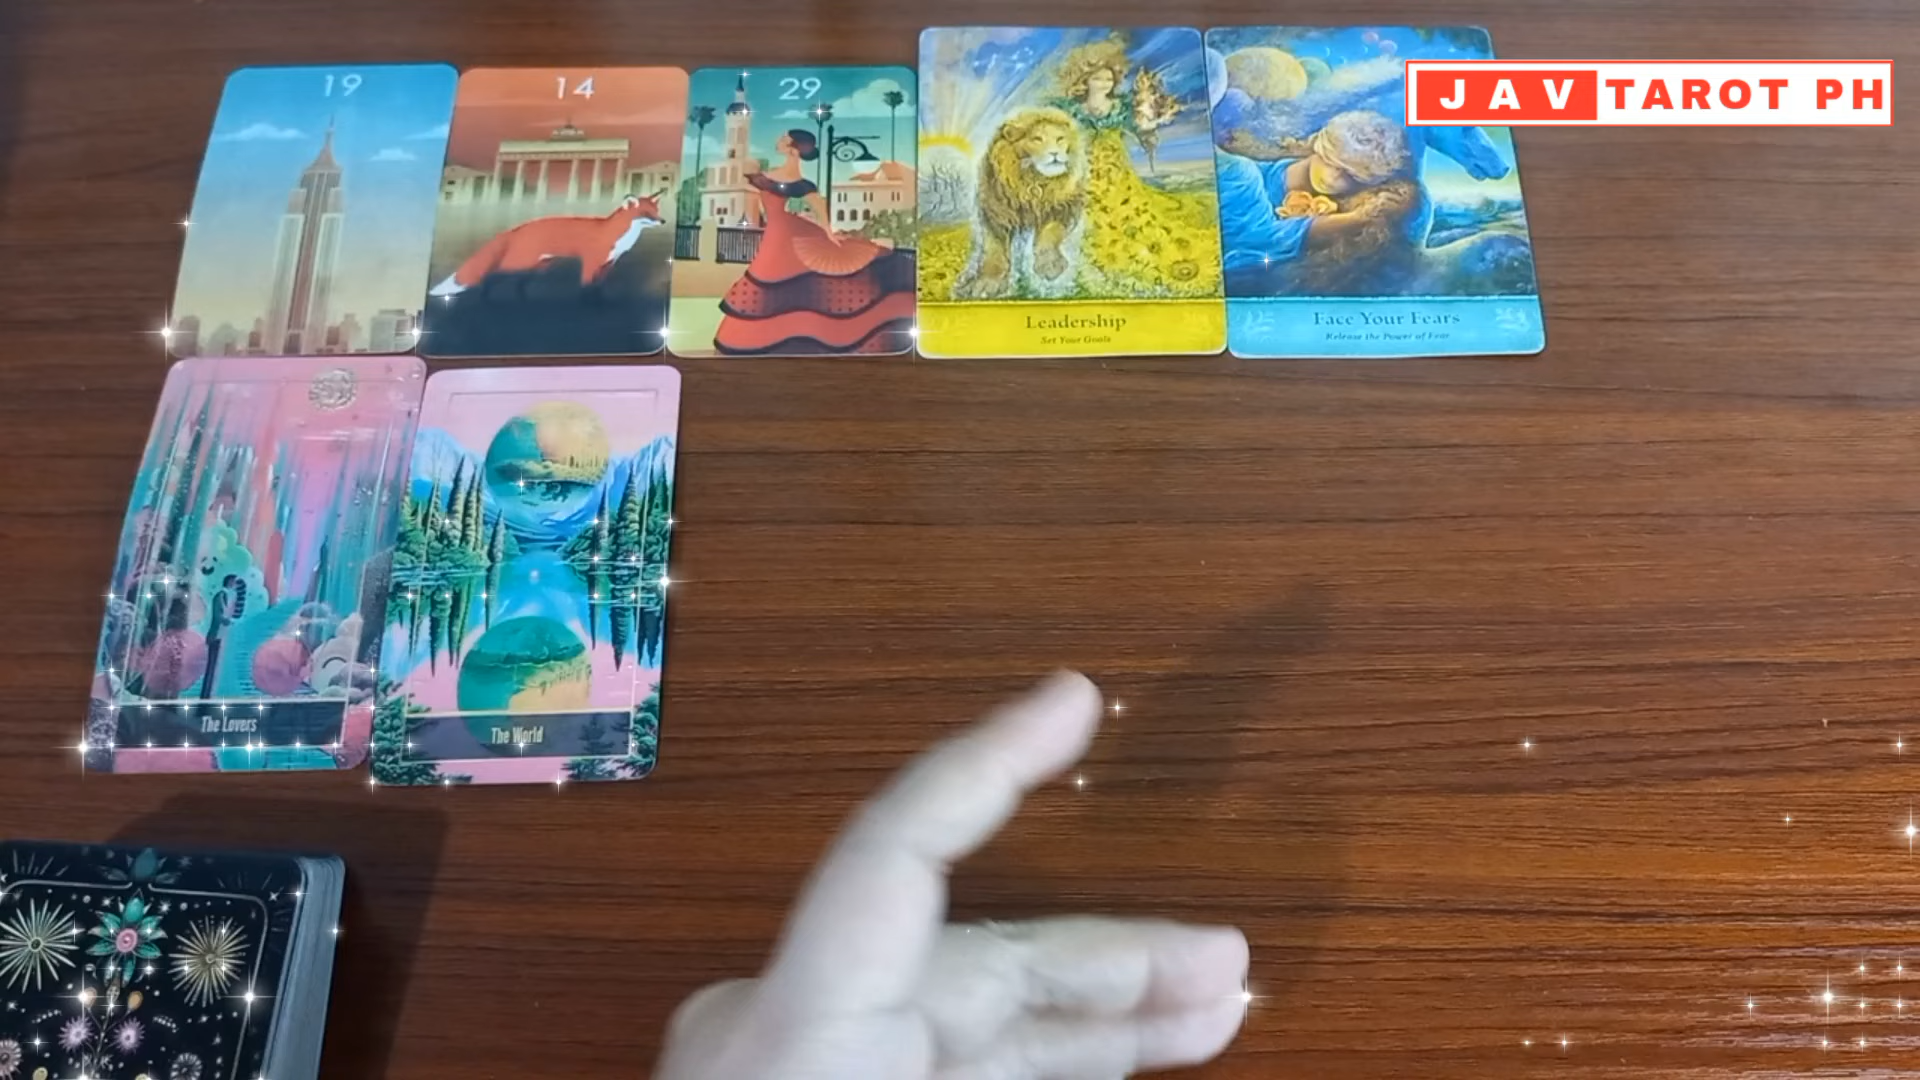 19
14
29
JAV TAROT PH
Leadership
Set Your Goals
Face Your Fears
Release the Power of Fear
The Lovers
The World